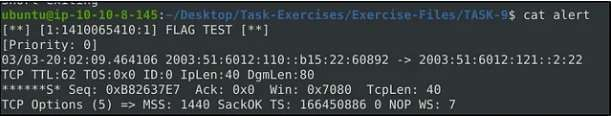 ubuntu@ip-10-10-8-145:~/Desktop/Task-Exercises/Exercise-Files/TASK-9$ cat alert
[**] [1:1410065410:1] FLAG TEST [**]
[Priority: 0]
03/03-20:02:09.464106 2003:51:6012:110::b15:22:60892 -> 2003:51:6012:121::2:22
TCP TTL:62 TOS:0x0 ID:0 IpLen:40 DgmLen:80
******S* Seq: 0xB82637E7  Ack: 0x0  Win: 0x7080  TcpLen: 40
TCP Options (5) => MSS: 1440 SackOK TS: 166450886 0 NOP WS: 7